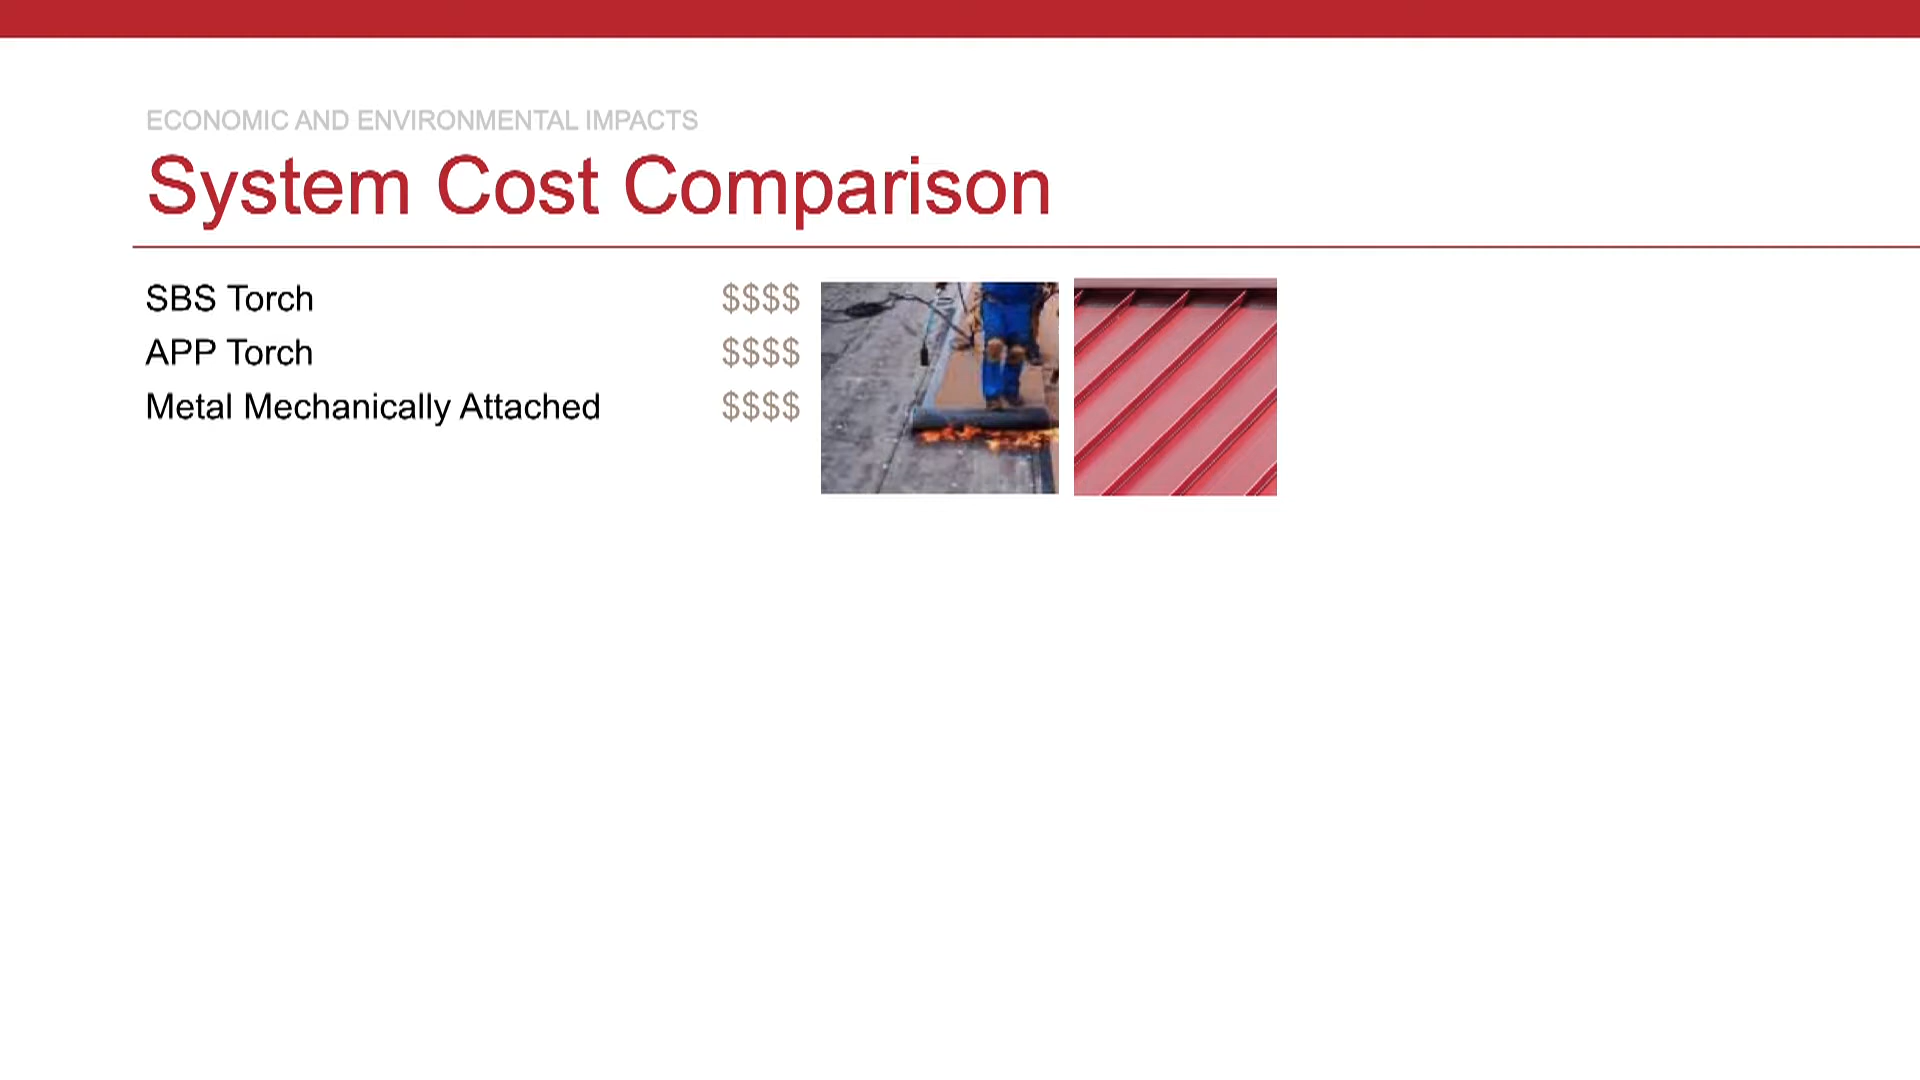 ECONOMIC AND ENVIRONMENTAL IMPACTS
System Cost Comparison
SBS Torch $$$$
APP Torch $$$$
Metal Mechanically Attached $$$$